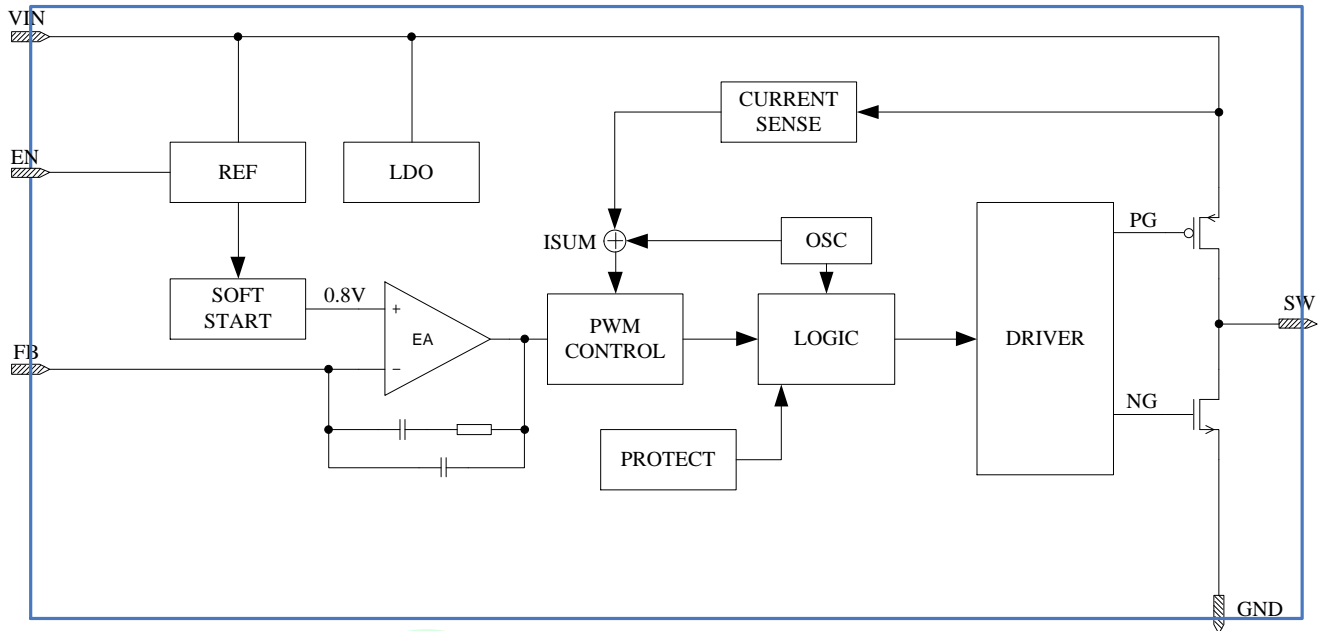 VIN
CURRENT
SENSE
EN
REF
LDO
PG
ISUM
OSC
SOFT
START
0.8V
+
EA
−
PWM
CONTROL
LOGIC
DRIVER
SW
FB
NG
PROTECT
GND